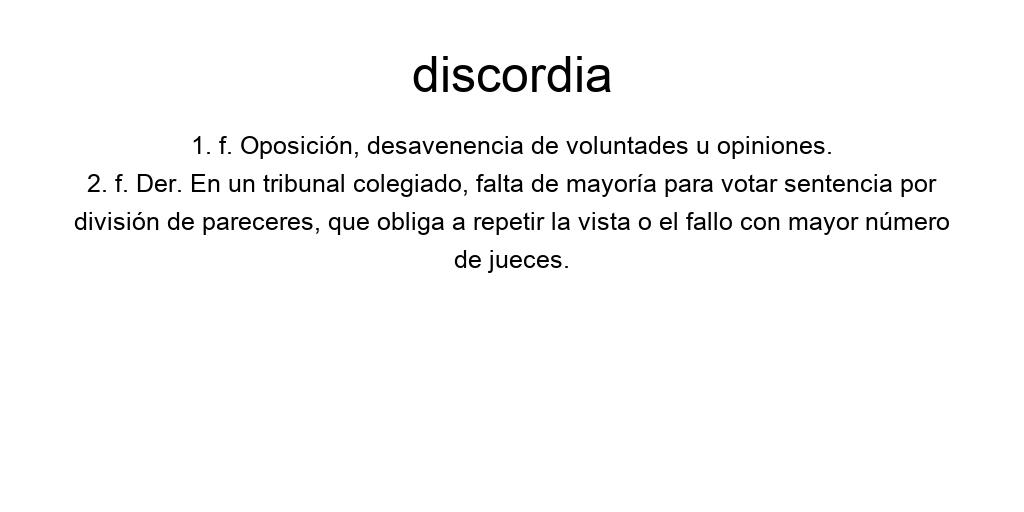 discordia
1. f. Oposición, desavenencia de voluntades u opiniones.
2. f. Der. En un tribunal colegiado, falta de mayoría para votar sentencia por
división de pareceres, que obliga a repetir la vista o el fallo con mayor número
de jueces.